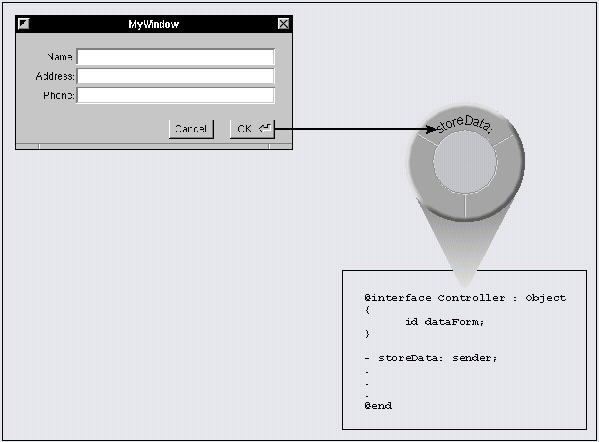 MyWindow
Name:
Address:
Phone:
Cancel
OK
storeData:
@interface Controller : Object
{
id dataForm;
}
- storeData: sender;
.
.
.
@end